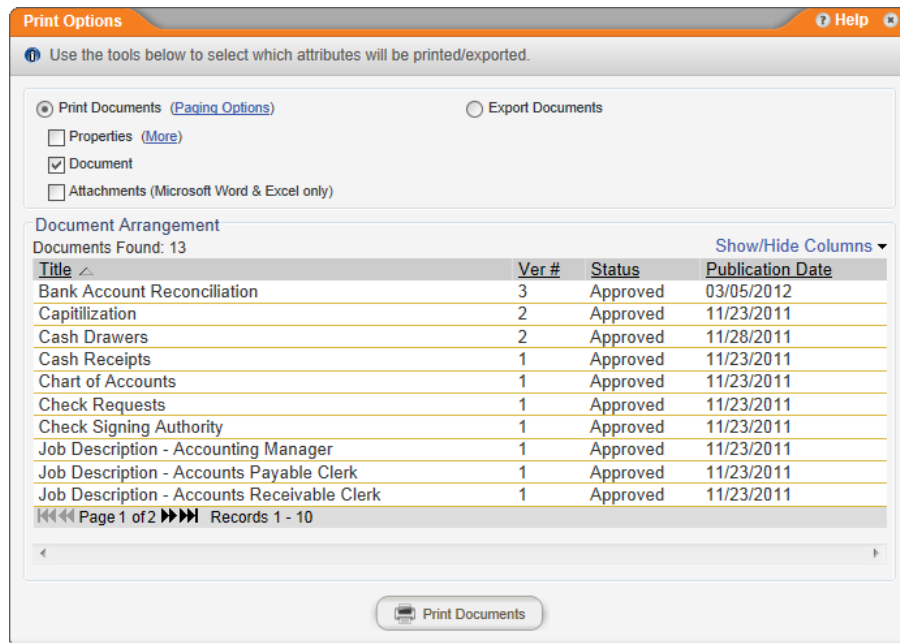 Print Options Help
Use the tools below to select which attributes will be printed/exported.
Print Documents (Paging Options) Export Documents
Properties (More)
Document
Attachments (Microsoft Word & Excel only)
Document Arrangement
Documents Found: 13 Show/Hide Columns
Title Ver # Status Publication Date
Bank Account Reconciliation 3 Approved 03/05/2012
Capitilization 2 Approved 11/23/2011
Cash Drawers 2 Approved 11/28/2011
Cash Receipts 1 Approved 11/23/2011
Chart of Accounts 1 Approved 11/23/2011
Check Requests 1 Approved 11/23/2011
Check Signing Authority 1 Approved 11/23/2011
Job Description - Accounting Manager 1 Approved 11/23/2011
Job Description - Accounts Payable Clerk 1 Approved 11/23/2011
Job Description - Accounts Receivable Clerk 1 Approved 11/23/2011
Page 1 of 2 Records 1 - 10
Print Documents